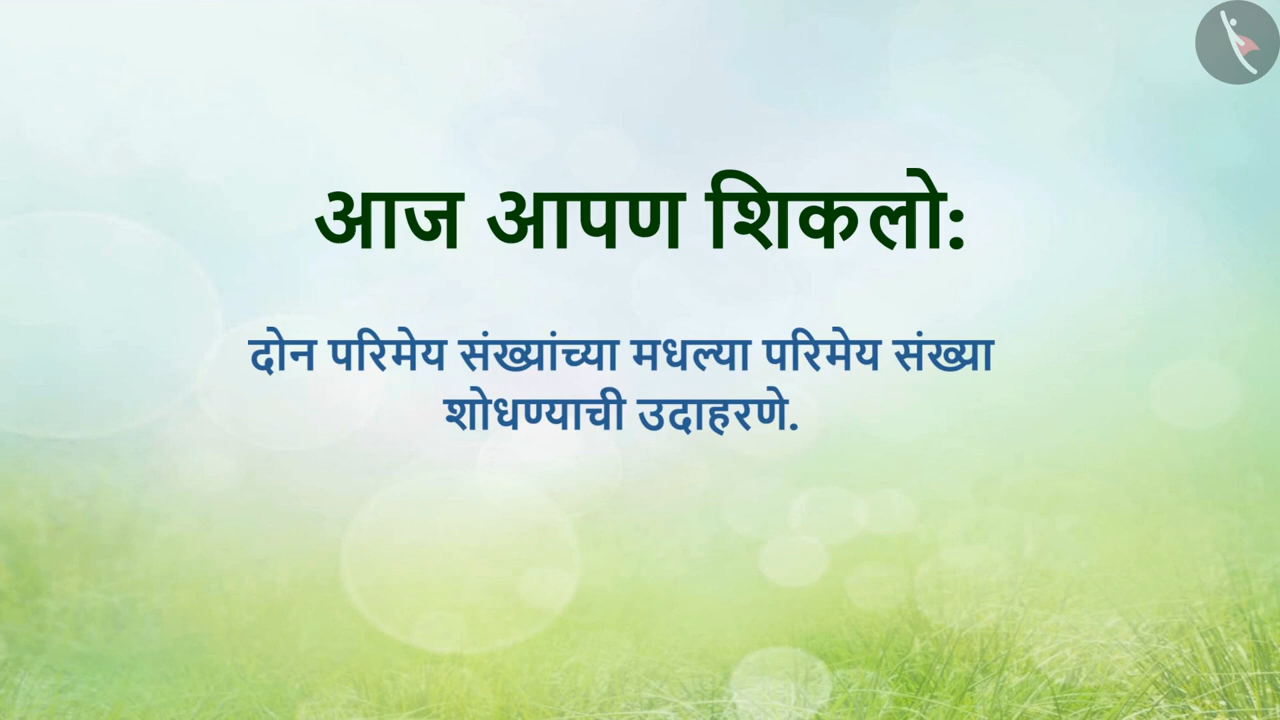 आज आपण शिकलो:
दोन परिमेय संख्यांच्या मधल्या परिमेय संख्या
शोधण्याची उदाहरणे.